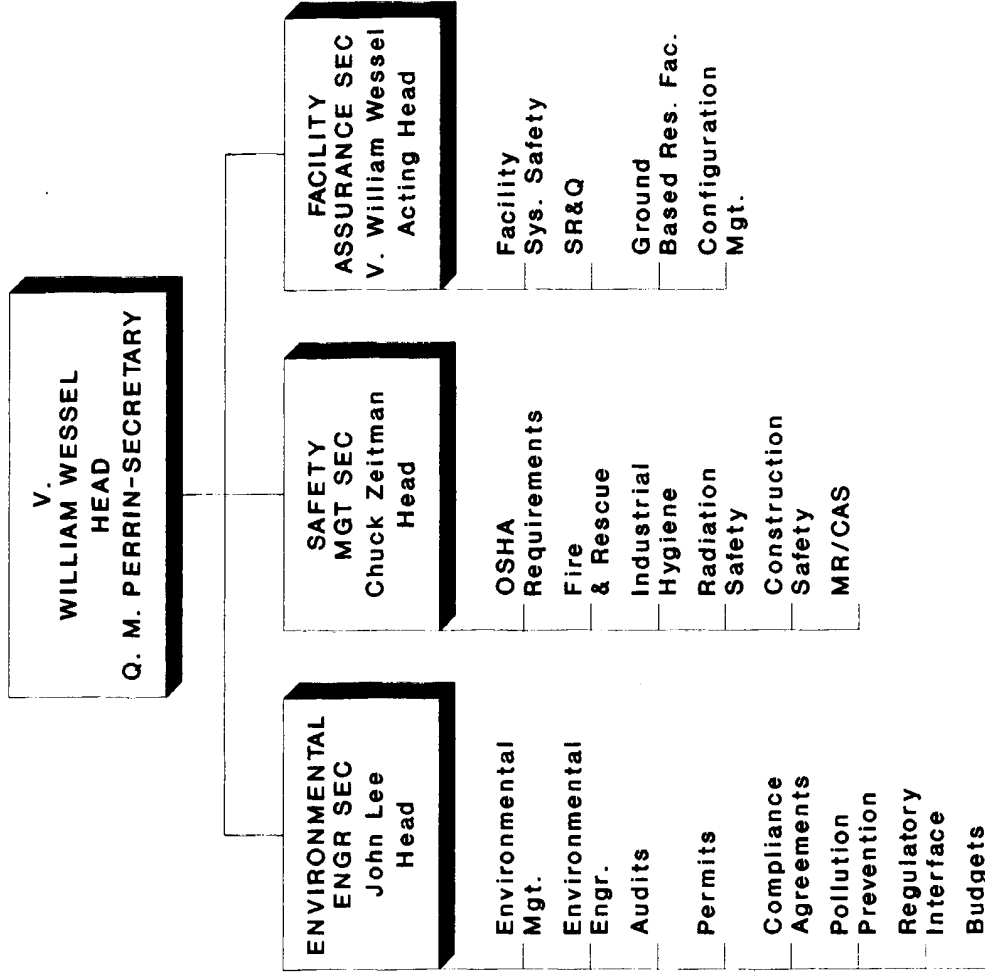 V.
WILLIAM WESSEL
HEAD
Q. M. PERRIN-SECRETARY
ENVIRONMENTAL
ENGR SEC
John Lee
Head
Environmental
Mgt.
Environmental
Engr.
Audits
Permits
Compliance
Agreements
Pollution
Prevention
Regulatory
Interface
Budgets
SAFETY
MGT SEC
Chuck Zeitman
Head
OSHA
Requirements
Fire
& Rescue
Industrial
Hygiene
Radiation
Safety
Construction
Safety
MR/CAS
FACILITY
ASSURANCE SEC
V. William Wessel
Acting Head
Facility
Sys. Safety
SR&Q
Ground
Based Res. Fac.
Configuration
Mgt.